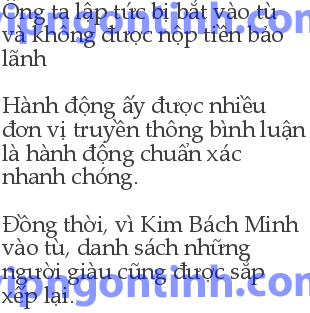 Ông ta lập tức bị bắt vào tù
và không được nộp tiền bảo
lãnh
Hành động ấy được nhiều
đơn vị truyền thông bình luận
là hành động chuẩn xác
nhanh chóng.
Đồng thời, vì Kim Bách Minh
vào tù, danh sách những
người giàu cũng được sắp
xếp lại.
vipngontinh.com